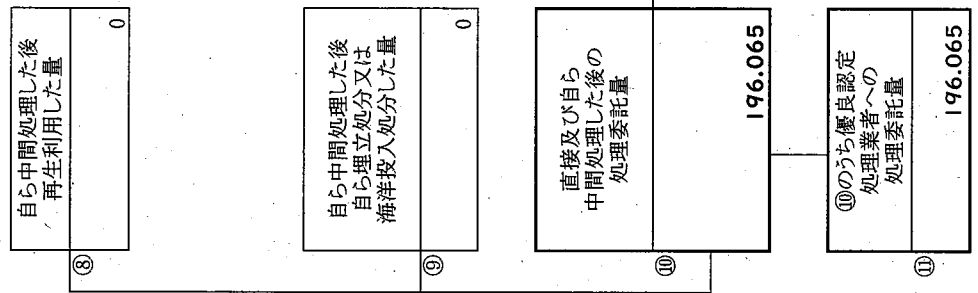 ⑧
自ら中間処理した後
再生利用した量
0
⑨
自ら中間処理した後
自ら埋立処分又は
海洋投入処分した量
0
⑩
直接及び自ら
中間処理した後の
処理委託量
196.065
⑪
⑩のうち優良認定
処理業者への
処理委託量
196.065